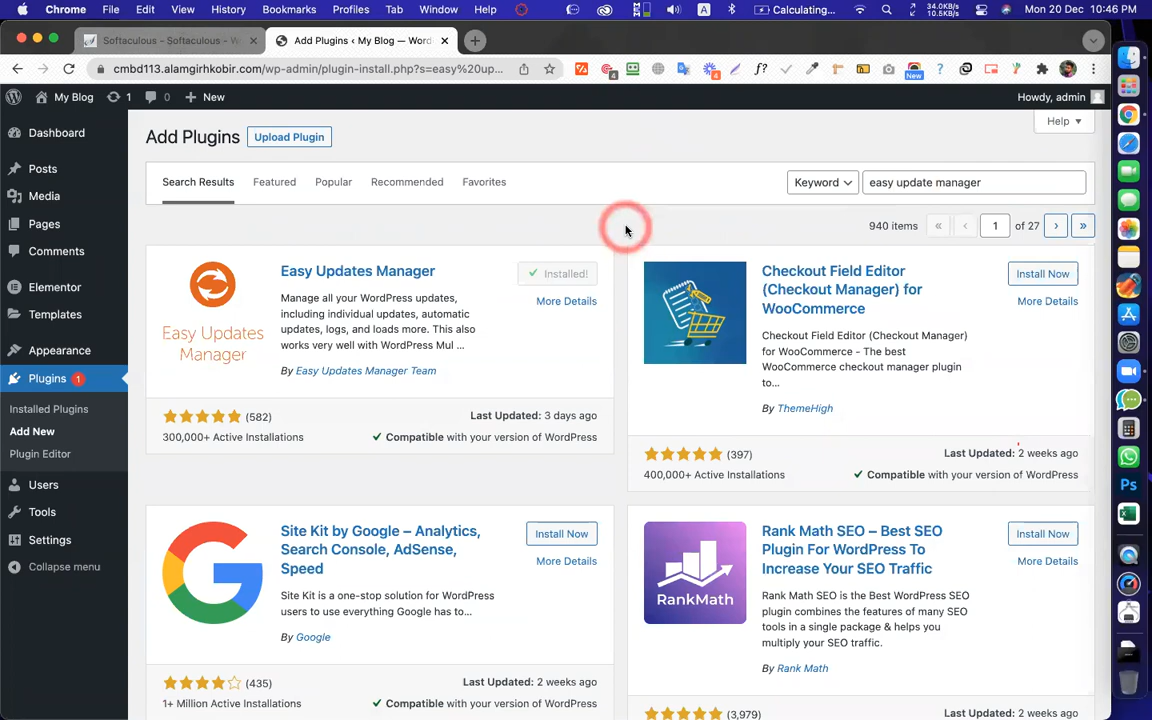 Chrome File Edit View History Bookmarks Profiles Tab Window Help A Calculating... 34.0KB/s 10.5KB/s Mon 20 Dec 10:46 PM
Softaculous - Softaculous - W Add Plugins ‹ My Blog — Word
cmbd113.alamgirhkobir.com/wp-admin/plugin-install.php?s=easy%20up... 4 4 f? New
My Blog 1 0 New Howdy, admin
Help
Add Plugins Upload Plugin
Search Results Featured Popular Recommended Favorites Keyword easy update manager
940 items « ‹ 1 of 27 › »
Dashboard
Posts
Media
Pages
Comments
Elementor
Templates
Appearance
Plugins 1
Installed Plugins
Add New
Plugin Editor
Users
Tools
Settings
Collapse menu
Easy Updates Manager
Easy Updates Manager
Installed!
More Details
Manage all your WordPress updates,
including individual updates, automatic
updates, logs, and loads more. This also
works very well with WordPress Mul ...
By Easy Updates Manager Team
(582) Last Updated: 3 days ago
300,000+ Active Installations Compatible with your version of WordPress
Checkout Field Editor
(Checkout Manager) for
WooCommerce
Install Now
More Details
Checkout Field Editor (Checkout Manager)
for WooCommerce – The best
WooCommerce checkout manager plugin
to...
By ThemeHigh
(397) Last Updated: 2 weeks ago
400,000+ Active Installations Compatible with your version of WordPress
Site Kit by Google – Analytics,
Search Console, AdSense,
Speed
Install Now
More Details
Site Kit is a one-stop solution for WordPress
users to use everything Google has to...
By Google
(435) Last Updated: 2 weeks ago
1+ Million Active Installations Compatible with your version of WordPress
RankMath
Rank Math SEO – Best SEO
Plugin For WordPress To
Increase Your SEO Traffic
Install Now
More Details
Rank Math SEO is the Best WordPress SEO
plugin combines the features of many SEO
tools in a single package & helps you
multiply your SEO traffic.
By Rank Math
(3,979) Last Updated: 2 weeks ago
Ps